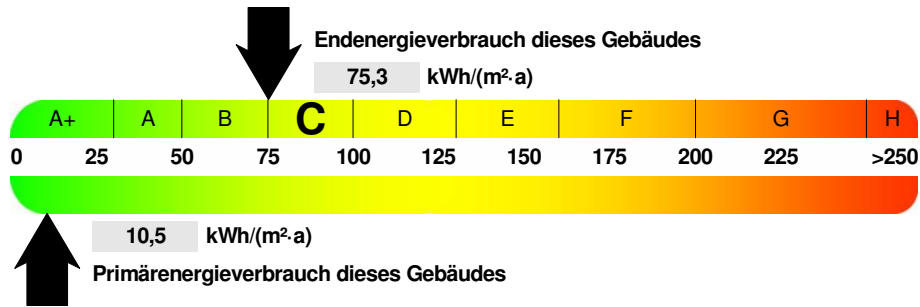 Endenergieverbrauch dieses Gebäudes
75,3 kWh/(m²·a)
A+ A B C D E F G H
0 25 50 75 100 125 150 175 200 225 >250
10,5 kWh/(m²·a)
Primärenergieverbrauch dieses Gebäudes